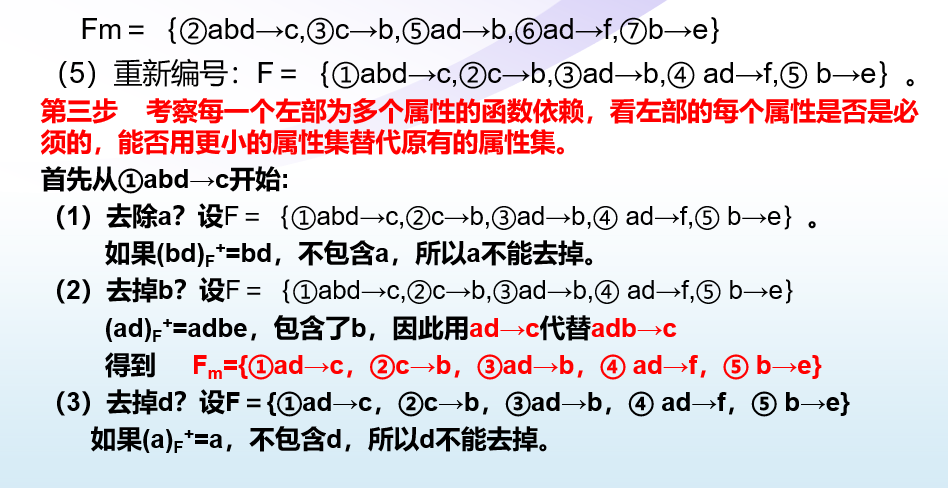 Fm＝｛②abd→c,③c→b,⑤ad→b,⑥ad→f,⑦b→e}
（5）重新编号：F＝｛①abd→c,②c→b,③ad→b,④ ad→f,⑤ b→e｝。
第三步 考察每一个左部为多个属性的函数依赖，看左部的每个属性是否是必
须的，能否用更小的属性集替代原有的属性集。
首先从①abd→c开始:
（1）去除a？设F＝｛①abd→c,②c→b,③ad→b,④ ad→f,⑤ b→e｝。
如果(bd)F+=bd，不包含a，所以a不能去掉。
（2）去掉b？设F＝｛①abd→c,②c→b,③ad→b,④ ad→f,⑤ b→e}
(ad)F+=adbe，包含了b，因此用ad→c代替adb→c
得到 Fm={①ad→c，②c→b，③ad→b，④ ad→f，⑤ b→e}
（3）去掉d？设F＝{①ad→c，②c→b，③ad→b，④ ad→f，⑤ b→e}
如果(a)F+=a，不包含d，所以d不能去掉。